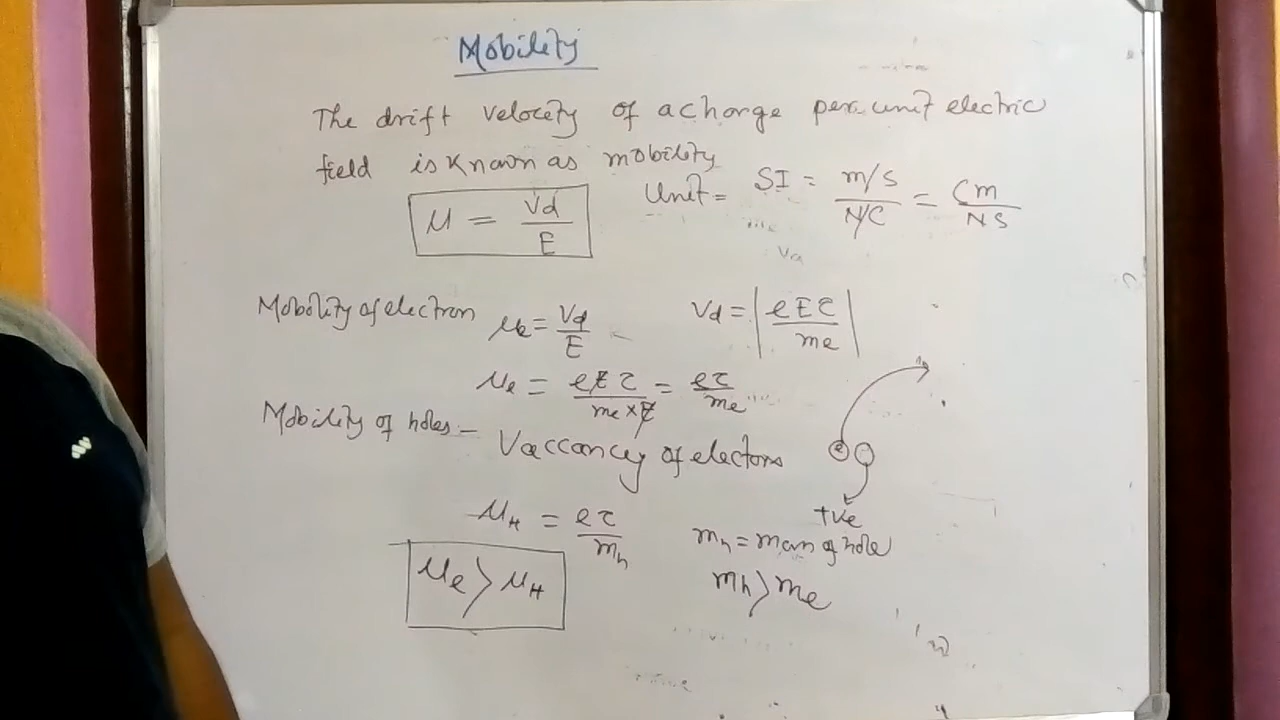 Mobility
The drift velocity of a charge per unit electric
field is known as mobility
μ = Vd/E
Unit = SI = m/s / N/C = Cm/NS
Mobility of electron μe = Vd/E Vd = |eEτ/me|
μe = eEτ/me×E = eτ/me
Mobility of holes – Vaccancy of electons
e
+ve
μH = eτ/mh mh = mass of hole
μe > μH mh > me